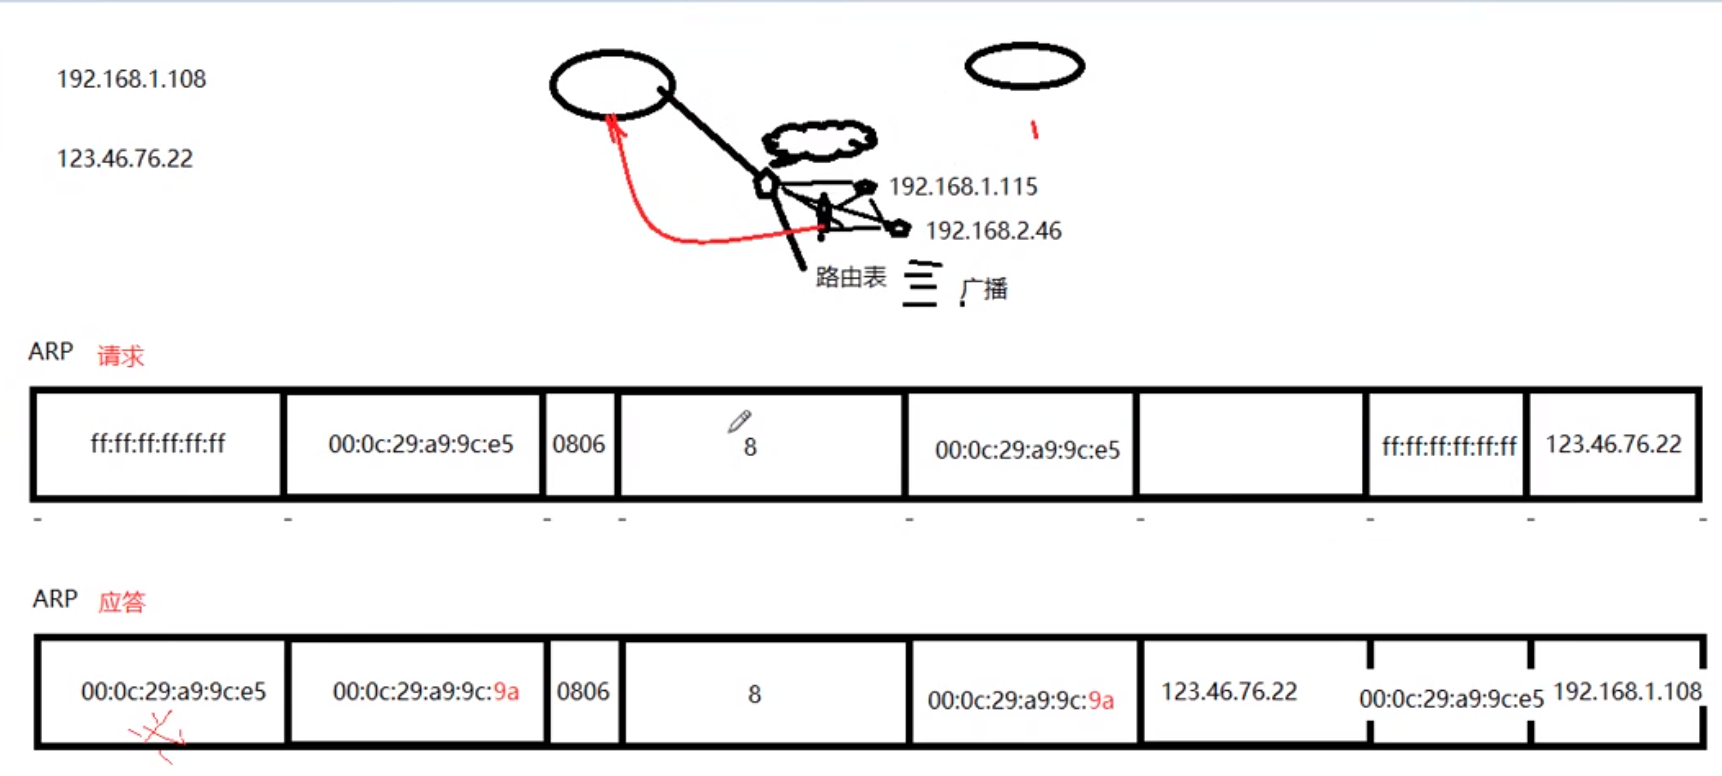 192.168.1.108
123.46.76.22
192.168.1.115
192.168.2.46
路由表
广播
ARP 请求
ff:ff:ff:ff:ff:ff 00:0c:29:a9:9c:e5 0806 8 00:0c:29:a9:9c:e5 ff:ff:ff:ff:ff:ff 123.46.76.22
ARP 应答
00:0c:29:a9:9c:e5 00:0c:29:a9:9c:9a 0806 8 00:0c:29:a9:9c:9a 123.46.76.22 00:0c:29:a9:9c:e5 192.168.1.108